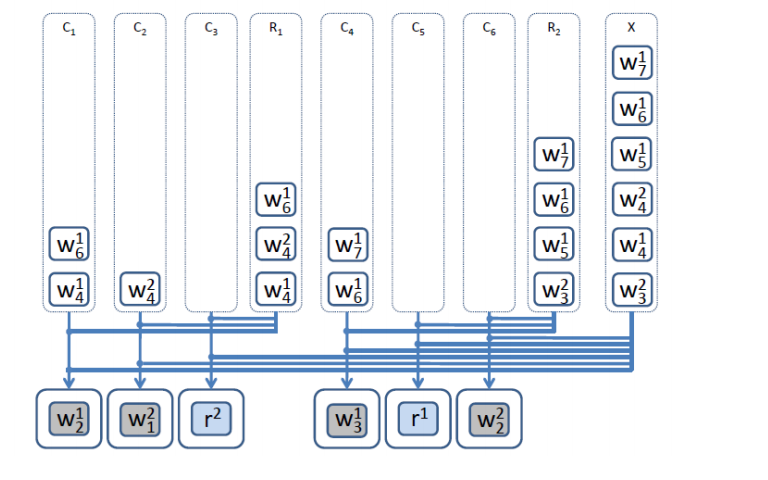 C₁ C₂ C₃ R₁ C₄ C₅ C₆ R₂ X
w¹₇
w¹₆
w¹₇ w¹₅
w¹₆ w¹₆ w²₄
w¹₆ w²₄ w¹₇ w¹₅ w¹₄
w¹₄ w²₄ w¹₄ w¹₆ w²₃ w²₃
w¹₂ w²₁ r² w¹₃ r¹ w²₂